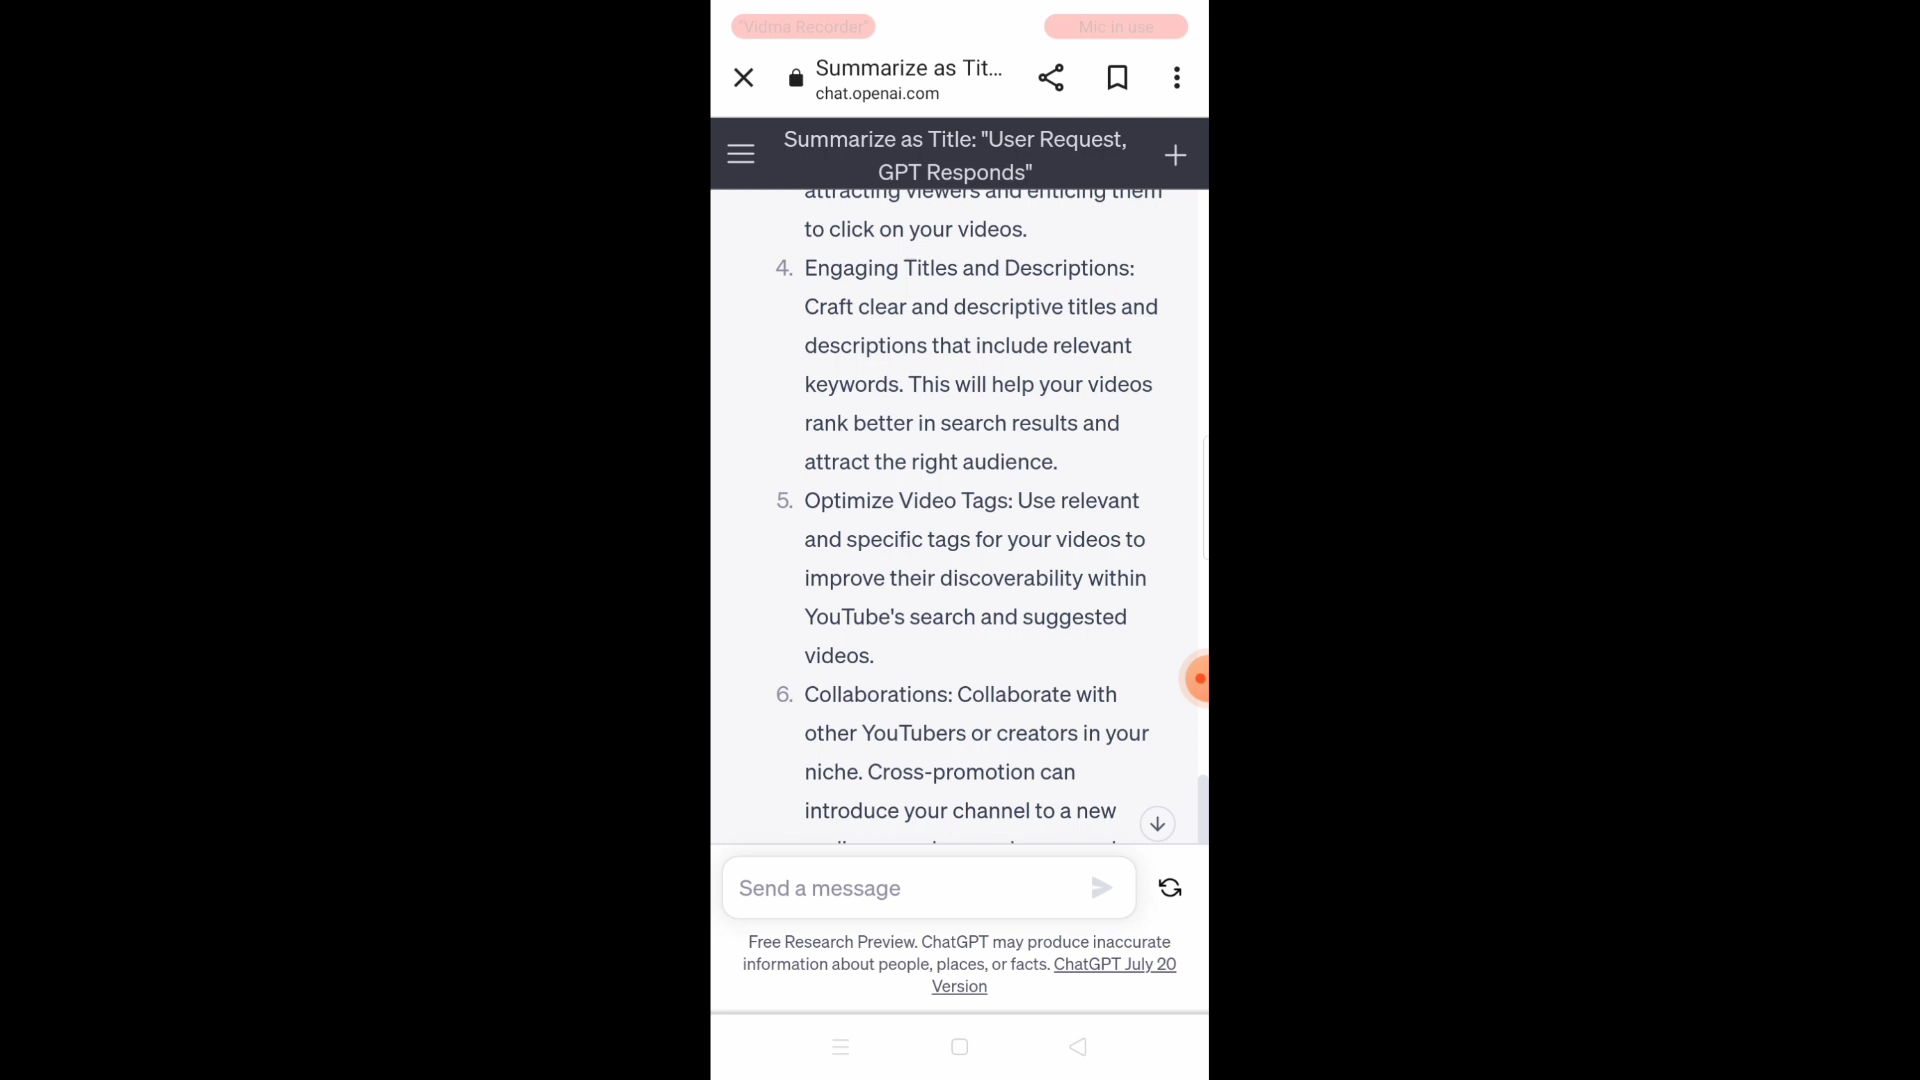 "Vidma Recorder"
Mic in use
Summarize as Tit...
chat.openai.com
Summarize as Title: "User Request,
GPT Responds"
attracting viewers and enticing them
to click on your videos.
4. Engaging Titles and Descriptions:
Craft clear and descriptive titles and
descriptions that include relevant
keywords. This will help your videos
rank better in search results and
attract the right audience.
5. Optimize Video Tags: Use relevant
and specific tags for your videos to
improve their discoverability within
YouTube's search and suggested
videos.
6. Collaborations: Collaborate with
other YouTubers or creators in your
niche. Cross-promotion can
introduce your channel to a new
Send a message
Free Research Preview. ChatGPT may produce inaccurate
information about people, places, or facts. ChatGPT July 20
Version